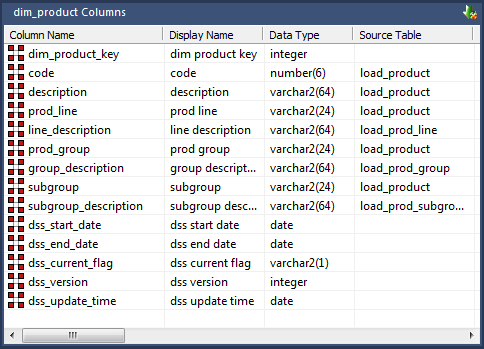 dim_product Columns
Column Name Display Name Data Type Source Table
dim_product_key dim product key integer
code code number(6) load_product
description description varchar2(64) load_product
prod_line prod line varchar2(24) load_product
line_description line description varchar2(64) load_prod_line
prod_group prod group varchar2(24) load_product
group_description group descript... varchar2(64) load_prod_group
subgroup subgroup varchar2(24) load_product
subgroup_description subgroup desc... varchar2(64) load_prod_subgro...
dss_start_date dss start date date
dss_end_date dss end date date
dss_current_flag dss current flag varchar2(1)
dss_version dss version integer
dss_update_time dss update time date